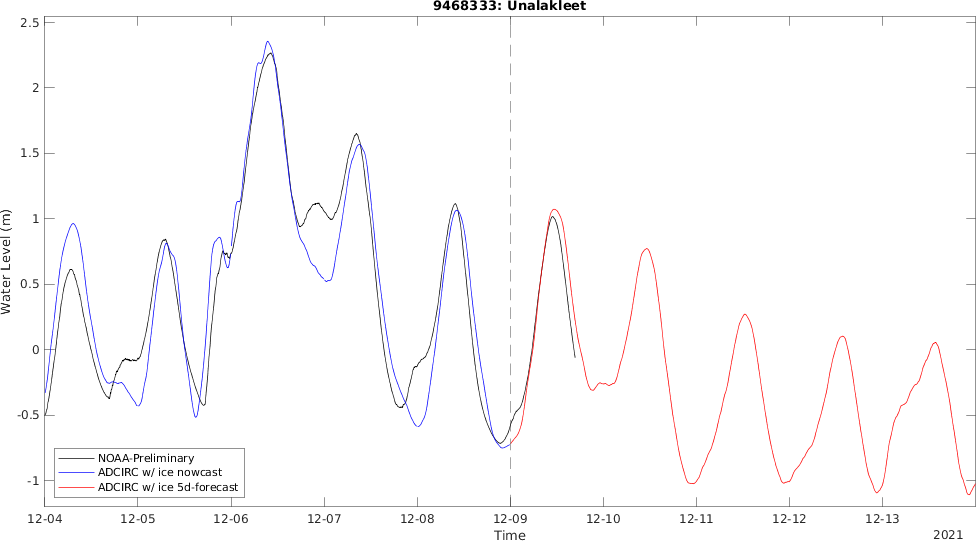 9468333: Unalakleet
2.5
2
1.5
1
0.5
0
-0.5
-1
Water Level (m)
NOAA-Preliminary
ADCIRC w/ ice nowcast
ADCIRC w/ ice 5d-forecast
12-04 12-05 12-06 12-07 12-08 12-09 12-10 12-11 12-12 12-13
Time
2021